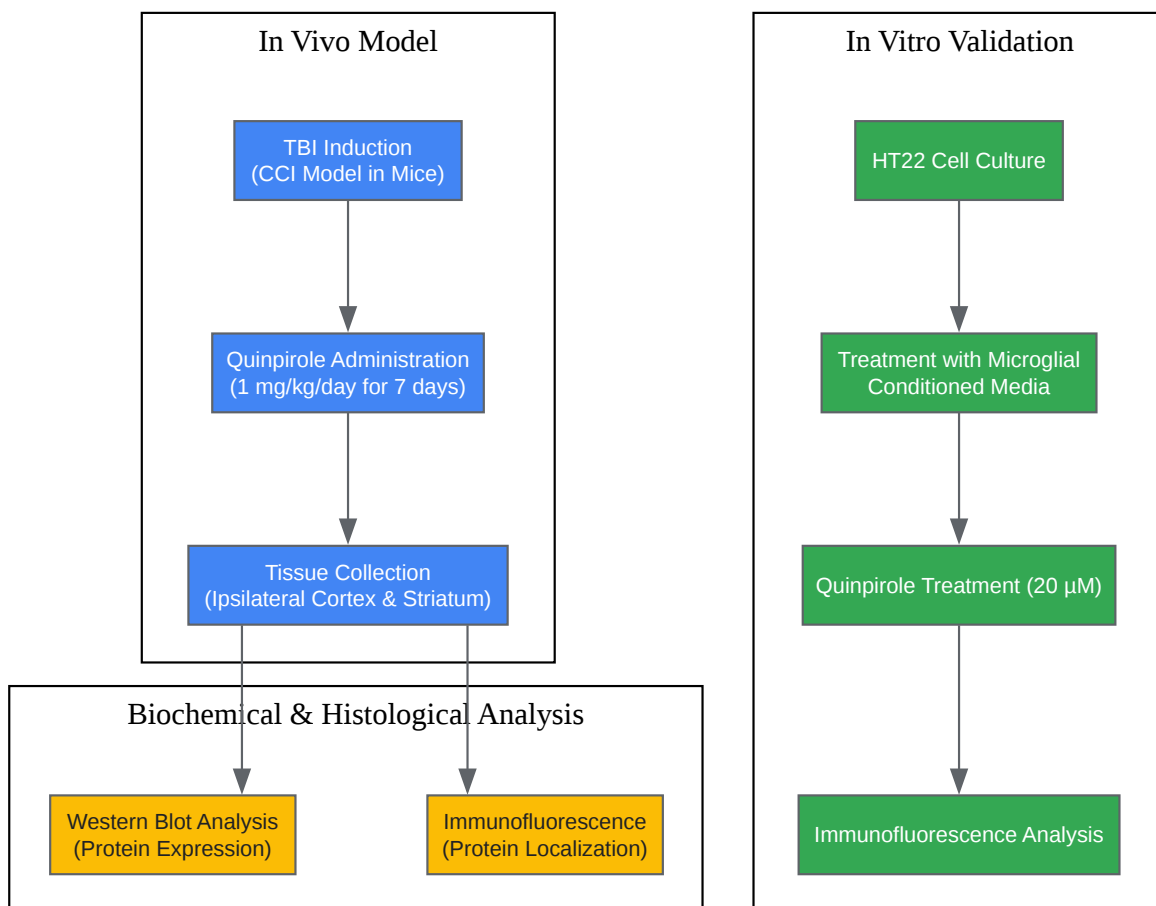 In Vivo Model
TBI Induction
(CCI Model in Mice)
Quinpirole Administration
(1 mg/kg/day for 7 days)
Tissue Collection
(Ipsilateral Cortex & Striatum)
Biochemical & Histological Analysis
Western Blot Analysis
(Protein Expression)
Immunofluorescence
(Protein Localization)
In Vitro Validation
HT22 Cell Culture
Treatment with Microglial
Conditioned Media
Quinpirole Treatment (20 µM)
Immunofluorescence Analysis